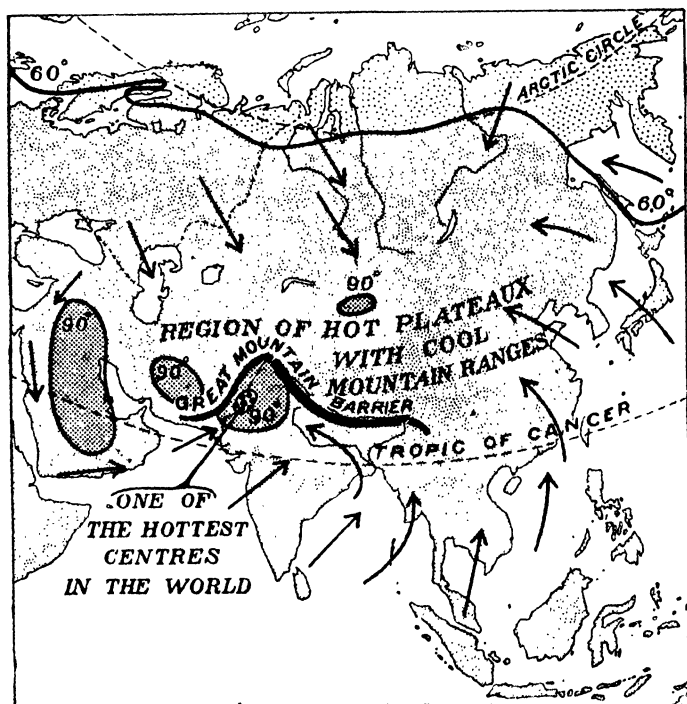 60°
ARCTIC CIRCLE
60°
90°
90°
REGION OF HOT PLATEAUX
WITH COOL
MOUNTAIN RANGES
90°
GREAT MOUNTAIN
BARRIER
90°
TROPIC OF CANCER
ONE OF
THE HOTTEST
CENTRES
IN THE WORLD